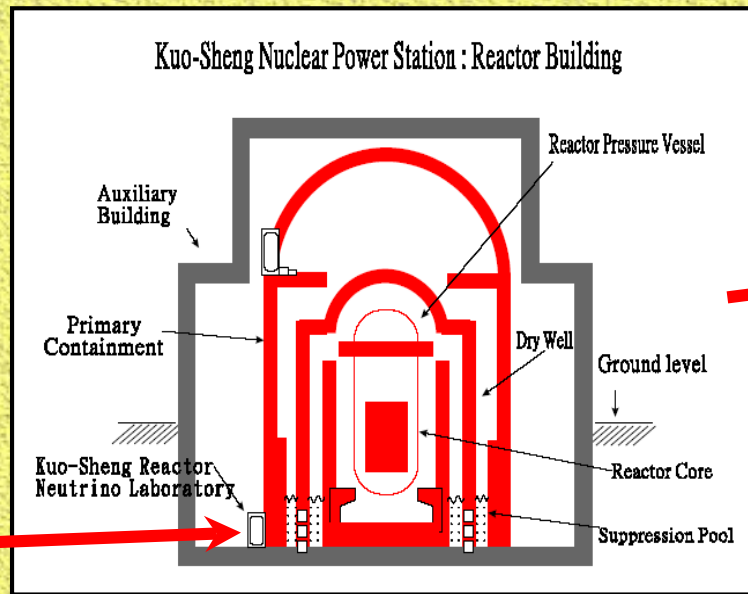 Kuo-Sheng Nuclear Power Station : Reactor Building
Reactor Pressure Vessel
Auxiliary
Building
Primary
Containment
Dry Well
Ground level
Kuo-Sheng Reactor
Neutrino Laboratory
Reactor Core
Suppression Pool